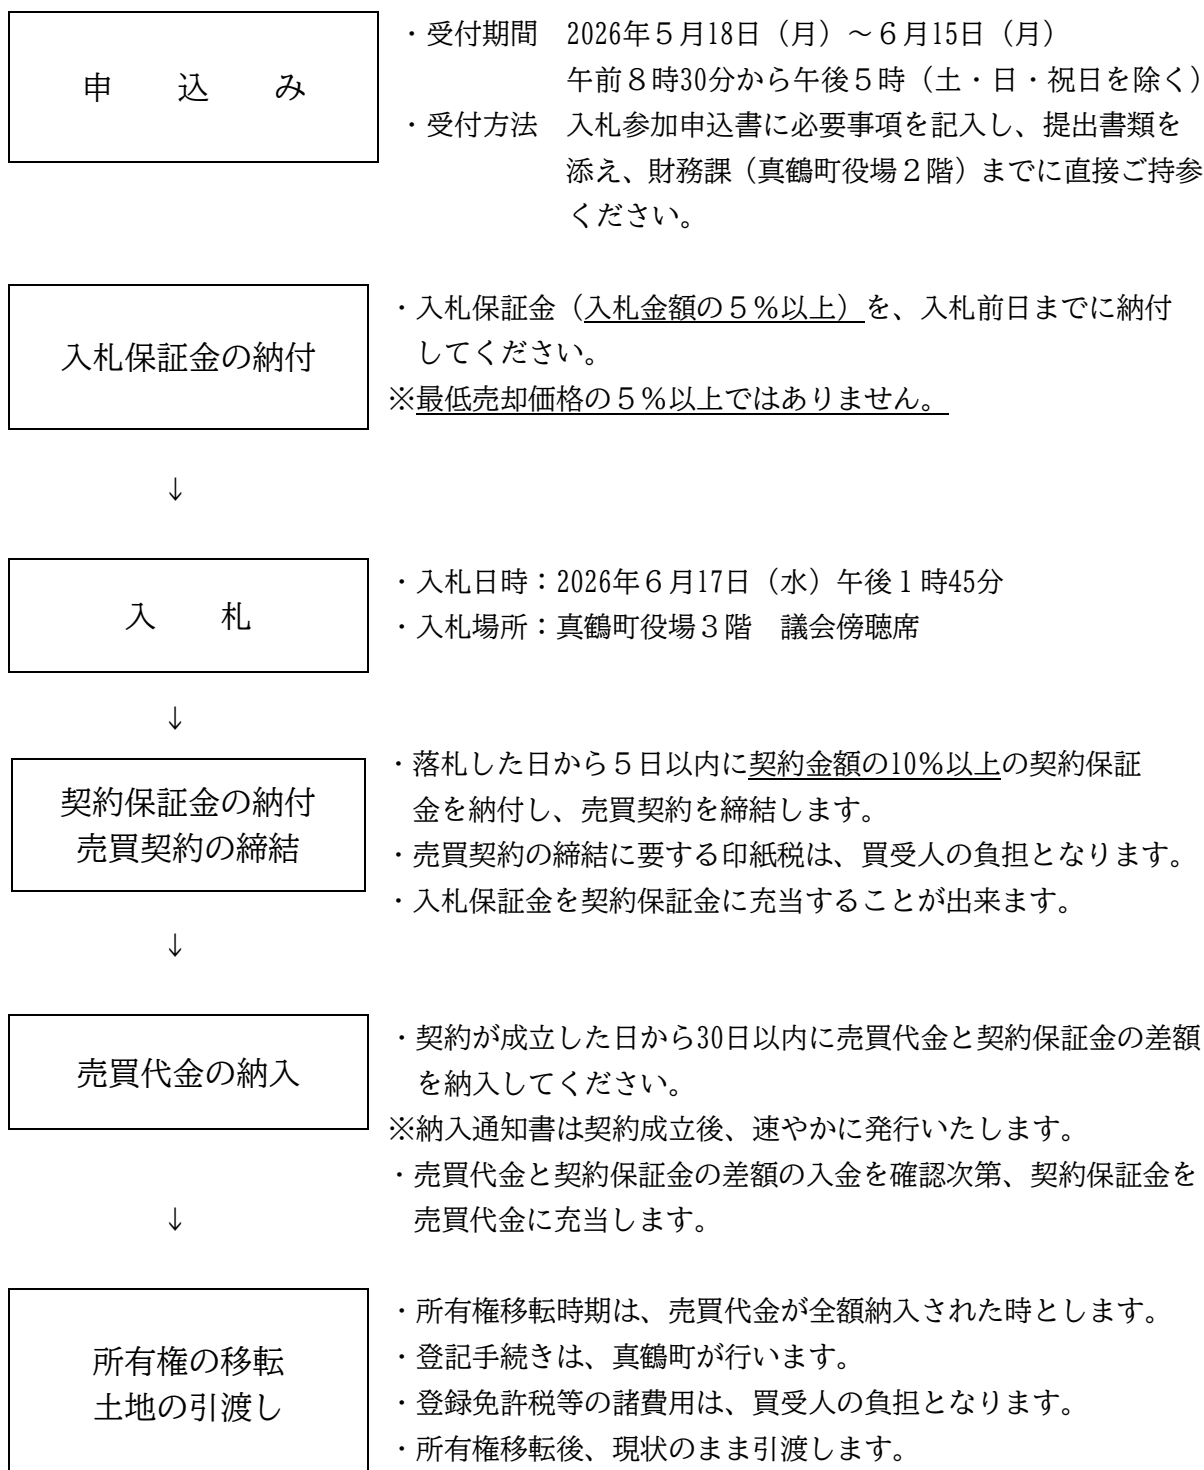 申　込　み
・受付期間　2026年５月18日（月）～６月15日（月）
午前８時30分から午後５時（土・日・祝日を除く）
・受付方法　入札参加申込書に必要事項を記入し、提出書類を
添え、財務課（真鶴町役場２階）までに直接ご持参
ください。
入札保証金の納付
・入札保証金（入札金額の５％以上）を、入札前日までに納付
してください。
※最低売却価格の５％以上ではありません。
↓
入　札
・入札日時：2026年６月17日（水）午後１時45分
・入札場所：真鶴町役場３階　議会傍聴席
↓
契約保証金の納付
売買契約の締結
・落札した日から５日以内に契約金額の10％以上の契約保証
金を納付し、売買契約を締結します。
・売買契約の締結に要する印紙税は、買受人の負担となります。
・入札保証金を契約保証金に充当することが出来ます。
↓
売買代金の納入
・契約が成立した日から30日以内に売買代金と契約保証金の差額
を納入してください。
※納入通知書は契約成立後、速やかに発行いたします。
・売買代金と契約保証金の差額の入金を確認次第、契約保証金を
売買代金に充当します。
↓
所有権の移転
土地の引渡し
・所有権移転時期は、売買代金が全額納入された時とします。
・登記手続きは、真鶴町が行います。
・登録免許税等の諸費用は、買受人の負担となります。
・所有権移転後、現状のまま引渡します。